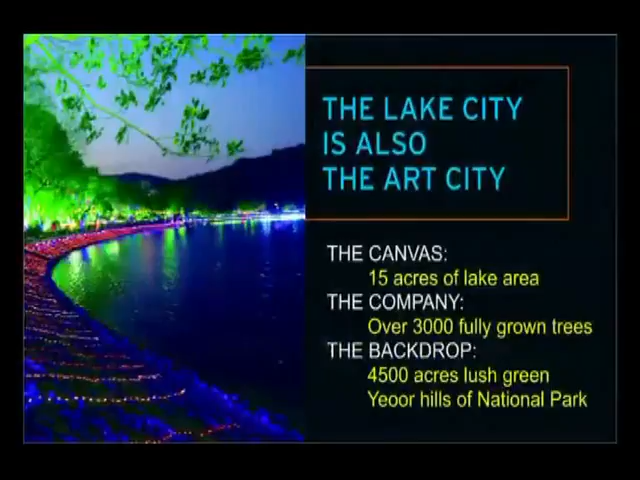 THE LAKE CITY
IS ALSO
THE ART CITY
THE CANVAS:
15 acres of lake area
THE COMPANY:
Over 3000 fully grown trees
THE BACKDROP:
4500 acres lush green
Yeoor hills of National Park